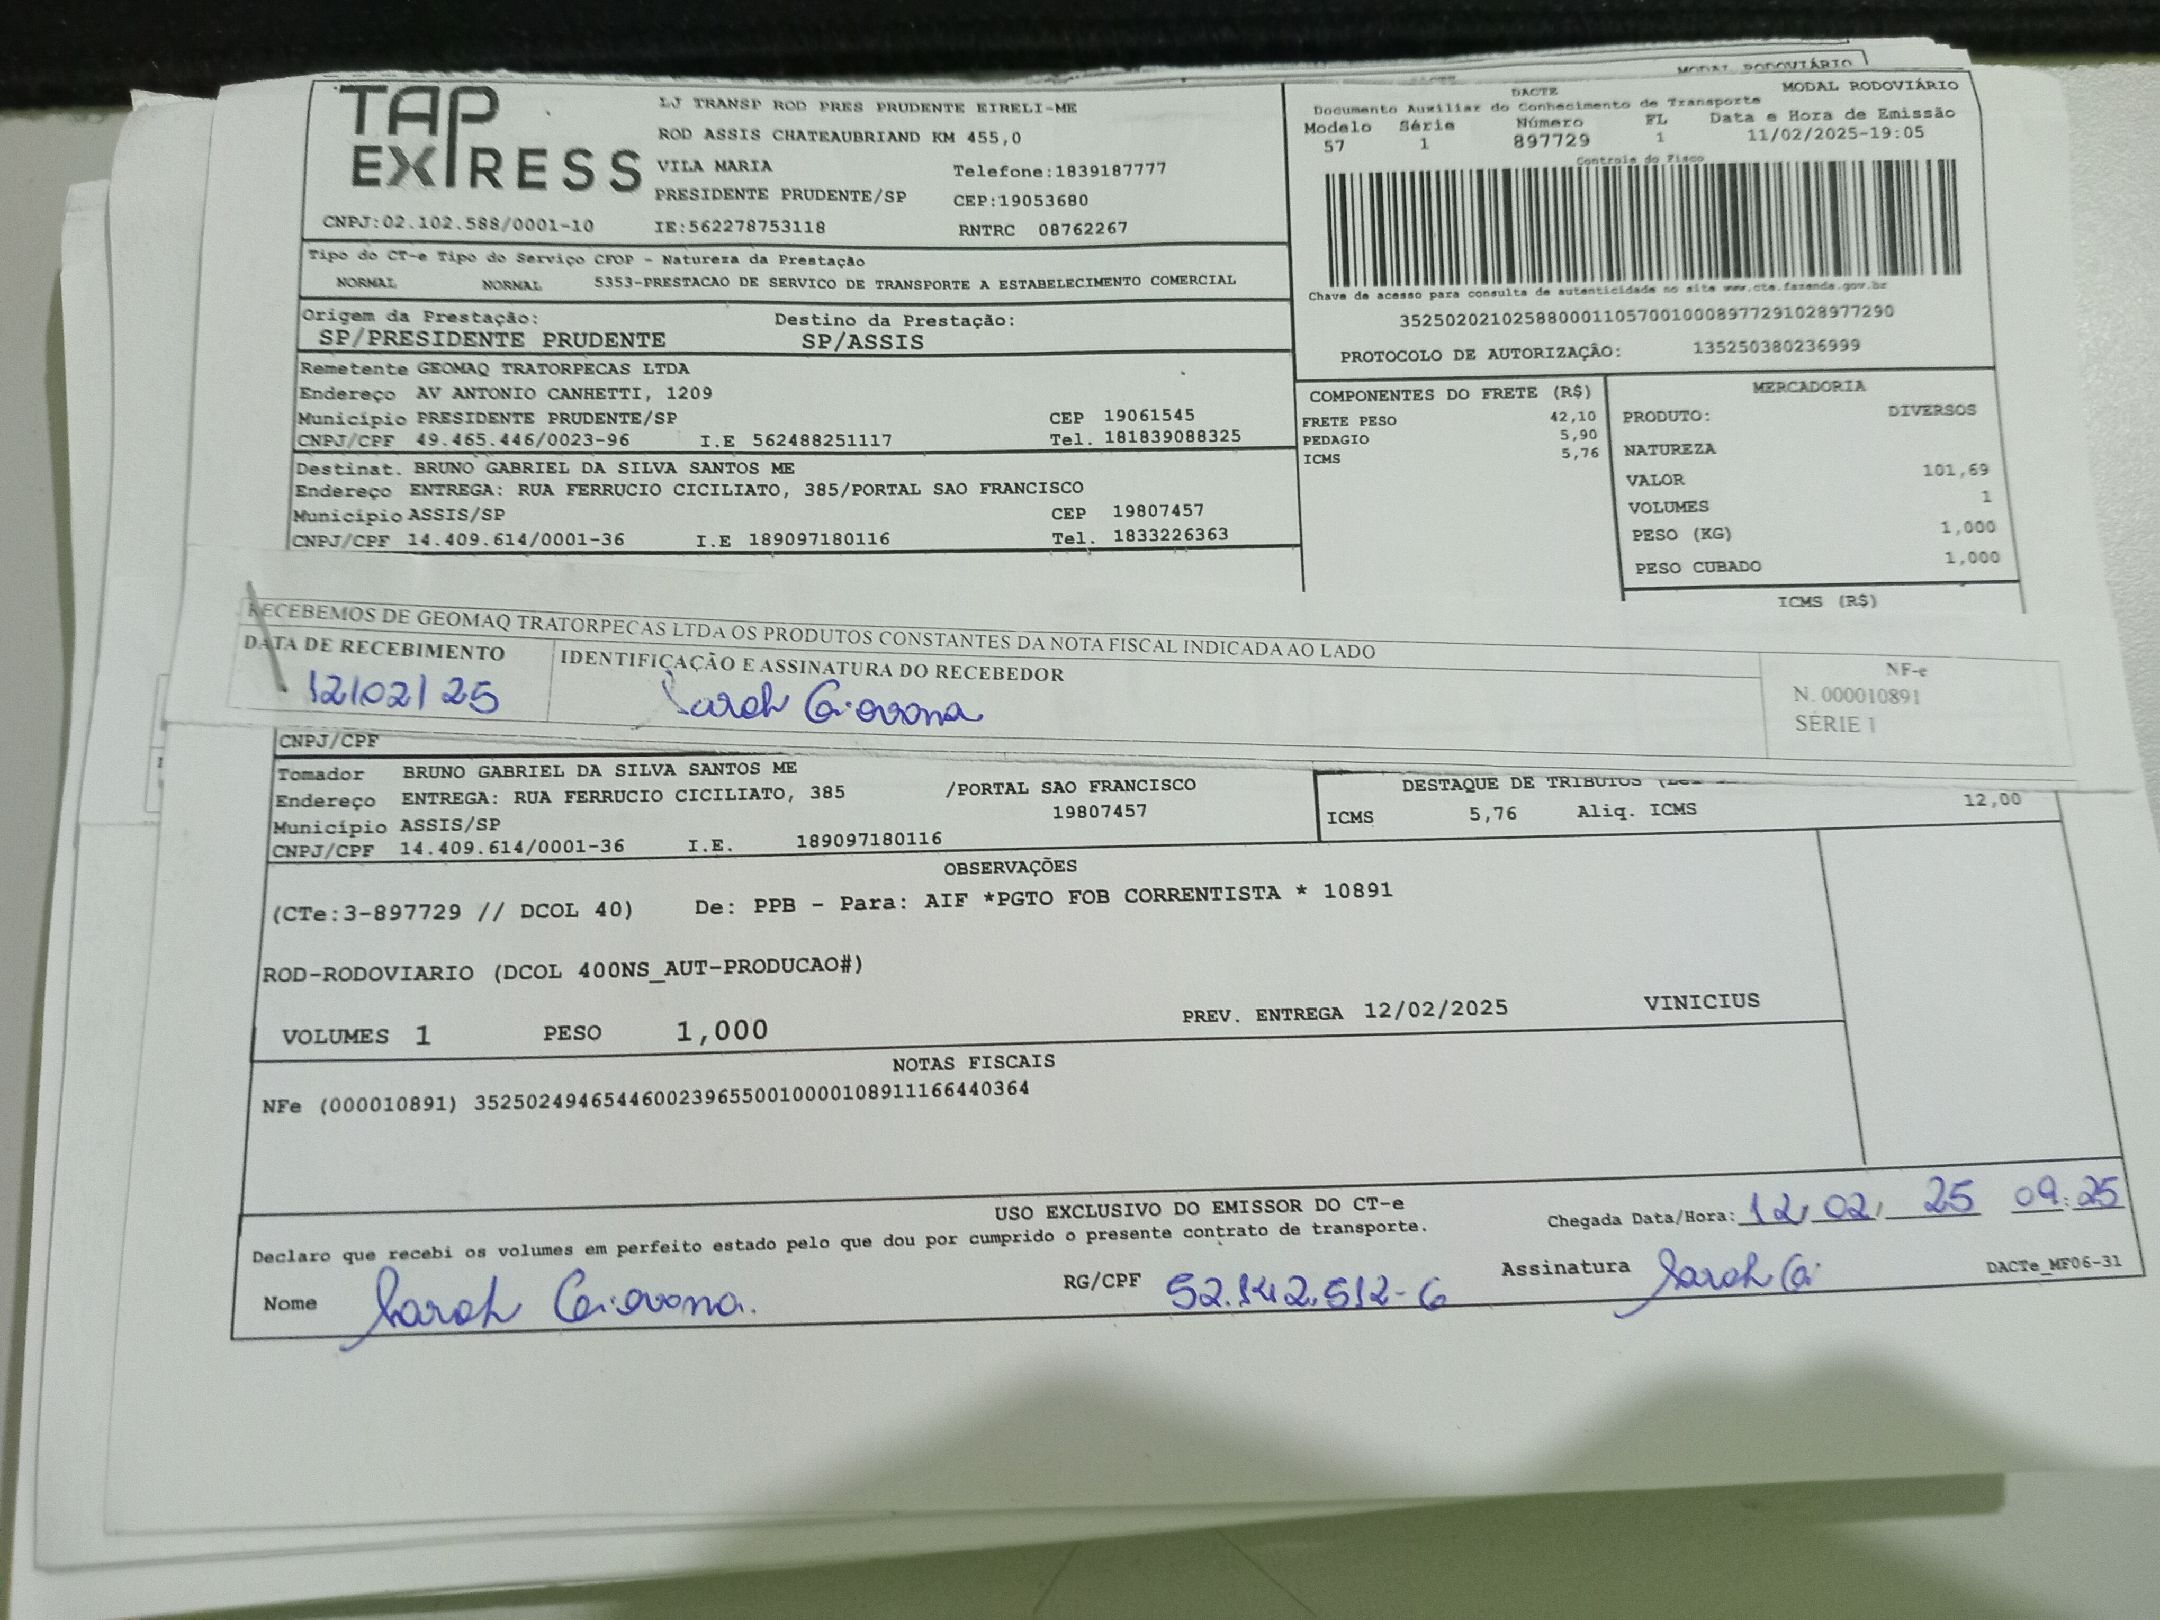 MODAL RODOVIÁRIO
TAP EXPRESS
LJ TRANSP ROD PRES PRUDENTE EIRELI-ME
ROD ASSIS CHATEAUBRIAND KM 455,0
VILA MARIA Telefone:1839187777
PRESIDENTE PRUDENTE/SP CEP:19053680
CNPJ:02.102.588/0001-10 IE:562278753118 RNTRC 08762267
DACTE MODAL RODOVIÁRIO
Documento Auxiliar do Conhecimento de Transporte
Modelo Série Número FL Data e Hora de Emissão
57 1 897729 1 11/02/2025-19:05
Controle do Fisco
Chave de acesso para consulta de autenticidade no site www.cte.fazenda.gov.br
35250202102588000110570010008977291028977290
PROTOCOLO DE AUTORIZAÇÃO: 135250380236999
Tipo do CT-e Tipo do Serviço CFOP - Natureza da Prestação
NORMAL NORMAL 5353-PRESTACAO DE SERVICO DE TRANSPORTE A ESTABELECIMENTO COMERCIAL
Origem da Prestação: Destino da Prestação:
SP/PRESIDENTE PRUDENTE SP/ASSIS
Remetente GEOMAQ TRATORPECAS LTDA
Endereço AV ANTONIO CANHETTI, 1209
Município PRESIDENTE PRUDENTE/SP CEP 19061545
CNPJ/CPF 49.465.446/0023-96 I.E 562488251117 Tel. 181839088325
Destinat. BRUNO GABRIEL DA SILVA SANTOS ME
Endereço ENTREGA: RUA FERRUCIO CICILIATO, 385/PORTAL SAO FRANCISCO
Município ASSIS/SP CEP 19807457
CNPJ/CPF 14.409.614/0001-36 I.E 189097180116 Tel. 1833226363
COMPONENTES DO FRETE (R$)
FRETE PESO 42,10
PEDAGIO 5,90
ICMS 5,76
MERCADORIA
PRODUTO: DIVERSOS
NATUREZA
VALOR 101,69
VOLUMES 1
PESO (KG) 1,000
PESO CUBADO 1,000
ICMS (R$)
RECEBEMOS DE GEOMAQ TRATORPECAS LTDA OS PRODUTOS CONSTANTES DA NOTA FISCAL INDICADA AO LADO
DATA DE RECEBIMENTO IDENTIFICAÇÃO E ASSINATURA DO RECEBEDOR
12/02/25 Sarah Giovana
NF-e
N. 000010891
SÉRIE 1
CNPJ/CPF
Tomador BRUNO GABRIEL DA SILVA SANTOS ME
Endereço ENTREGA: RUA FERRUCIO CICILIATO, 385 /PORTAL SAO FRANCISCO
Município ASSIS/SP 19807457
CNPJ/CPF 14.409.614/0001-36 I.E. 189097180116
DESTAQUE DE TRIBUTOS
ICMS 5,76 Aliq. ICMS 12,00
OBSERVAÇÕES
(CTe:3-897729 // DCOL 40) De: PPB - Para: AIF *PGTO FOB CORRENTISTA * 10891
ROD-RODOVIARIO (DCOL 400NS_AUT-PRODUCAO#)
VOLUMES 1 PESO 1,000 PREV. ENTREGA 12/02/2025 VINICIUS
NOTAS FISCAIS
NFe (000010891) 35250249465446002396550010000108911166440364
USO EXCLUSIVO DO EMISSOR DO CT-e
Declaro que recebi os volumes em perfeito estado pelo que dou por cumprido o presente contrato de transporte.
Chegada Data/Hora: 12/02/25 09:25
Nome Sarah Giovana. RG/CPF 52.142.512-6 Assinatura Sarah Gi
DACTe_MF06-31